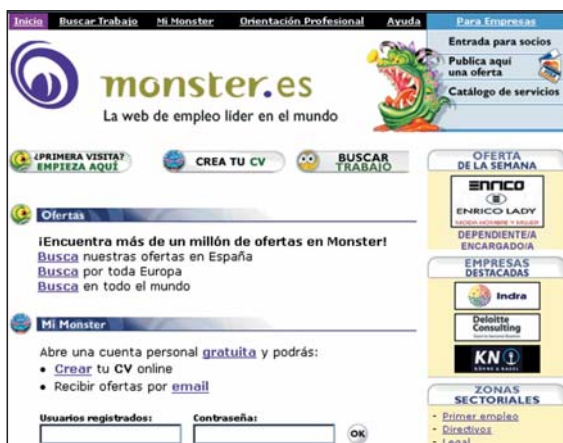 Inicio Buscar Trabajo Mi Monster Orientación Profesional Ayuda Para Empresas
Entrada para socios
Publica aquí
una oferta
Catálogo de servicios
monster.es
La web de empleo líder en el mundo
¿PRIMERA VISITA?
EMPIEZA AQUÍ
CREA TU CV
BUSCAR
TRABAJO
OFERTA
DE LA SEMANA
ENRICO
ENRICO LADY
MODA HOMBRE Y MUJER
DEPENDIENTE/A
ENCARGADO/A
Ofertas
¡Encuentra más de un millón de ofertas en Monster!
Busca nuestras ofertas en España
Busca por toda Europa
Busca en todo el mundo
EMPRESAS
DESTACADAS
Indra
Deloitte
Consulting
KN
KÜHNE & NAGEL
Mi Monster
Abre una cuenta personal gratuita y podrás:
• Crear tu CV online
• Recibir ofertas por email
Usuarios registrados: Contraseña:
OK
ZONAS
SECTORIALES
- Primer empleo
- Directivos
- Legal